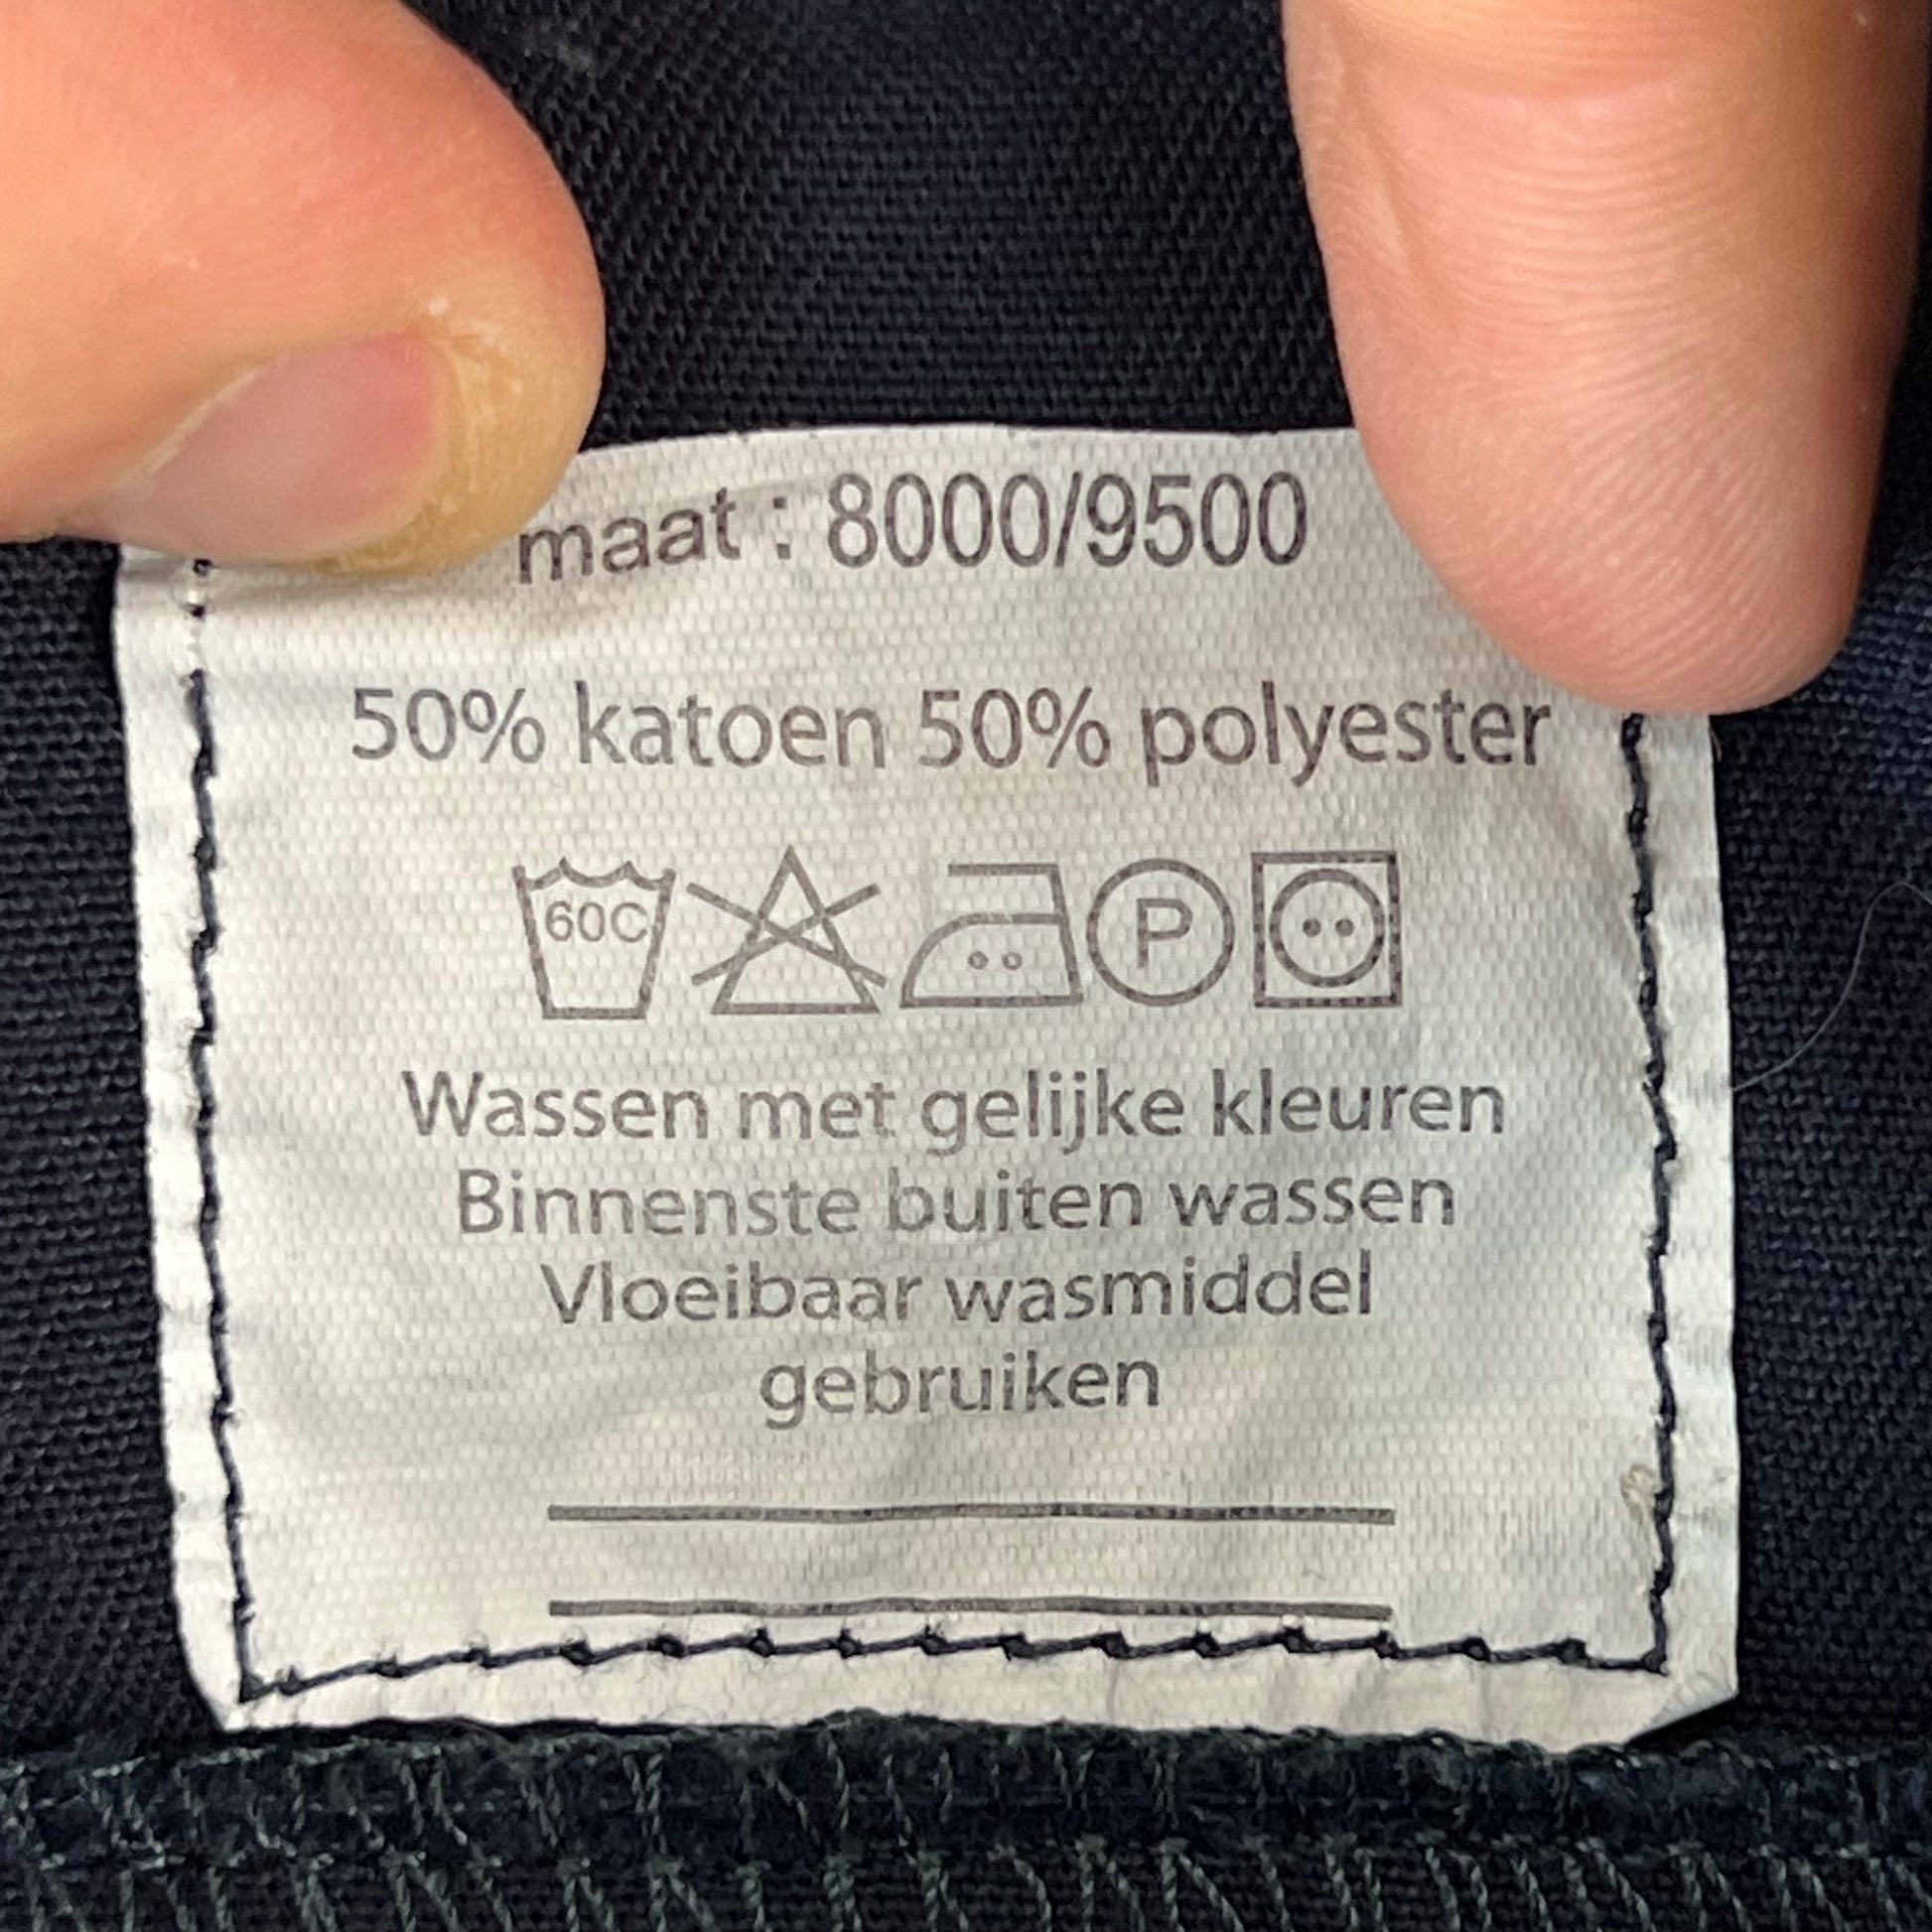 maat : 8000/9500
50% katoen 50% polyester
60C P
Wassen met gelijke kleuren
Binnenste buiten wassen
Vloeibaar wasmiddel
gebruiken